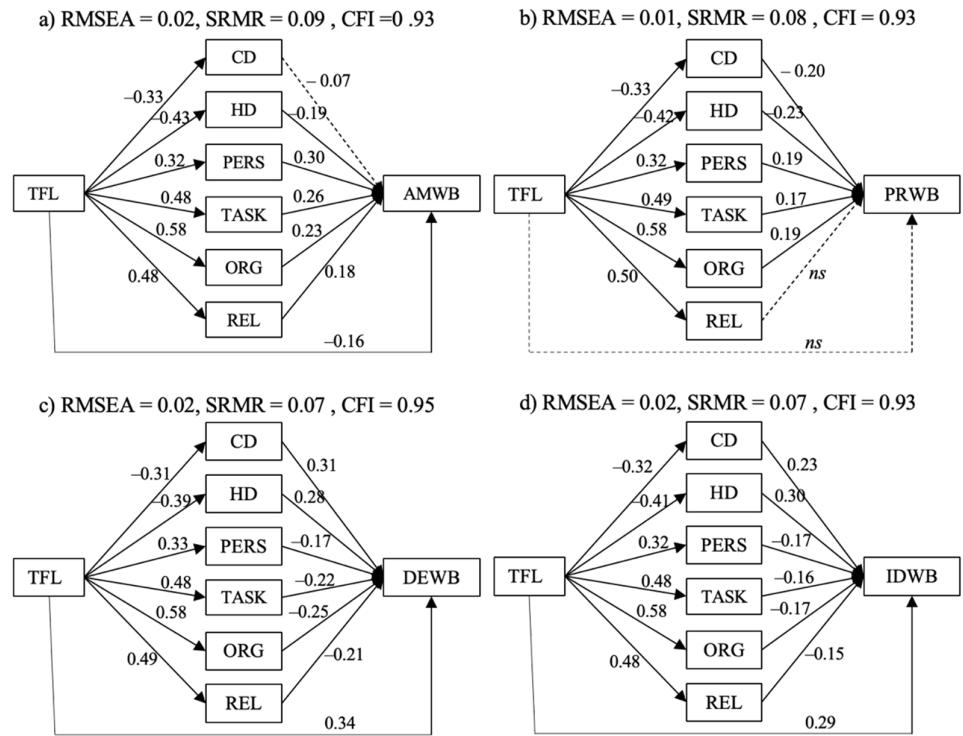 a) RMSEA = 0.02, SRMR = 0.09 , CFI =0 .93
CD
– 0.07
–0.33
HD
–0.43
–0.19
PERS
0.32
0.30
TFL
AMWB
0.48
TASK
0.26
0.58
0.23
ORG
0.48
0.18
REL
–0.16
b) RMSEA = 0.01, SRMR = 0.08 , CFI = 0.93
CD
– 0.20
–0.33
HD
–0.42
–0.23
PERS
0.32
0.19
TFL
PRWB
0.49
TASK
0.17
0.58
0.19
ORG
0.50
ns
REL
ns
c) RMSEA = 0.02, SRMR = 0.07 , CFI = 0.95
CD
0.31
–0.31
HD
–0.39
0.28
PERS
0.33
–0.17
TFL
DEWB
0.48
TASK
–0.22
0.58
–0.25
ORG
0.49
–0.21
REL
0.34
d) RMSEA = 0.02, SRMR = 0.07 , CFI = 0.93
CD
0.23
–0.32
HD
–0.41
0.30
PERS
0.32
–0.17
TFL
IDWB
0.48
TASK
–0.16
0.58
–0.17
ORG
0.48
–0.15
REL
0.29